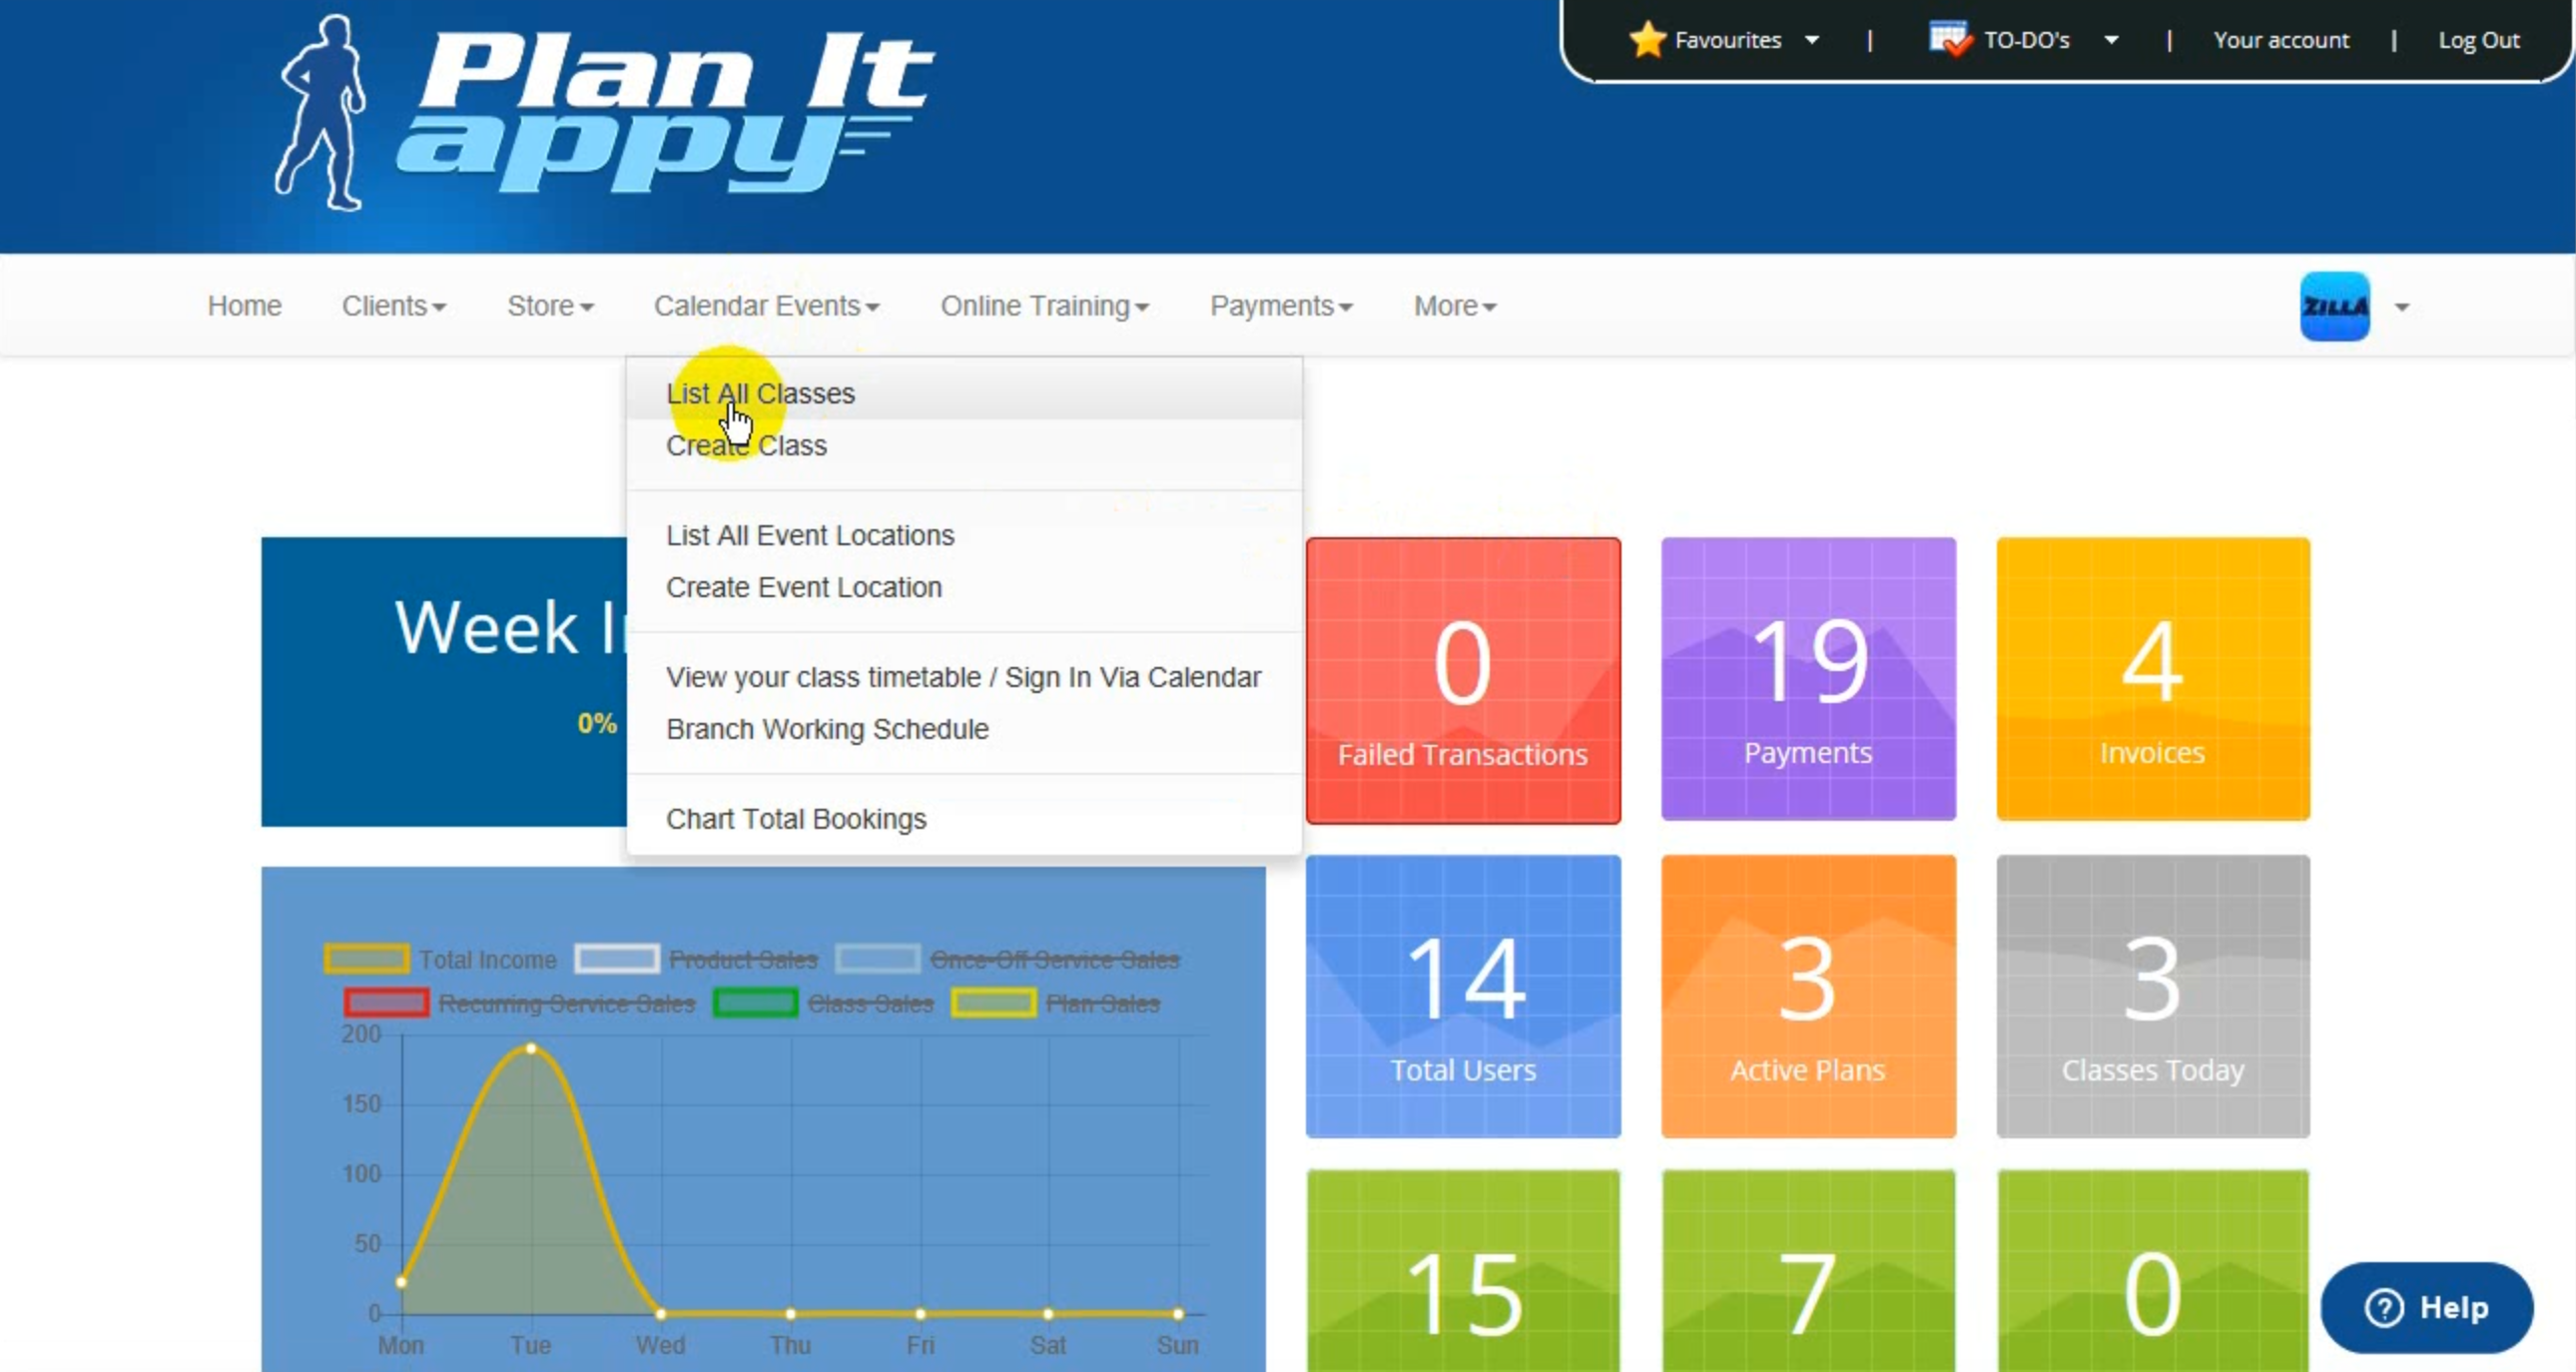 Plan It
appy
Favourites | TO-DO's | Your account | Log Out
Home Clients Store Calendar Events Online Training Payments More
ZILLA
List All Classes
Create Class
List All Event Locations
Create Event Location
View your class timetable / Sign In Via Calendar
Branch Working Schedule
Chart Total Bookings
Week
0%
0
Failed Transactions
19
Payments
4
Invoices
14
Total Users
3
Active Plans
3
Classes Today
15
7
0
Total Income Product Sales Once-Off Service Sales
Recurring Service Sales Class Sales Plan Sales
200
150
100
50
0
Mon Tue Wed Thu Fri Sat Sun
? Help